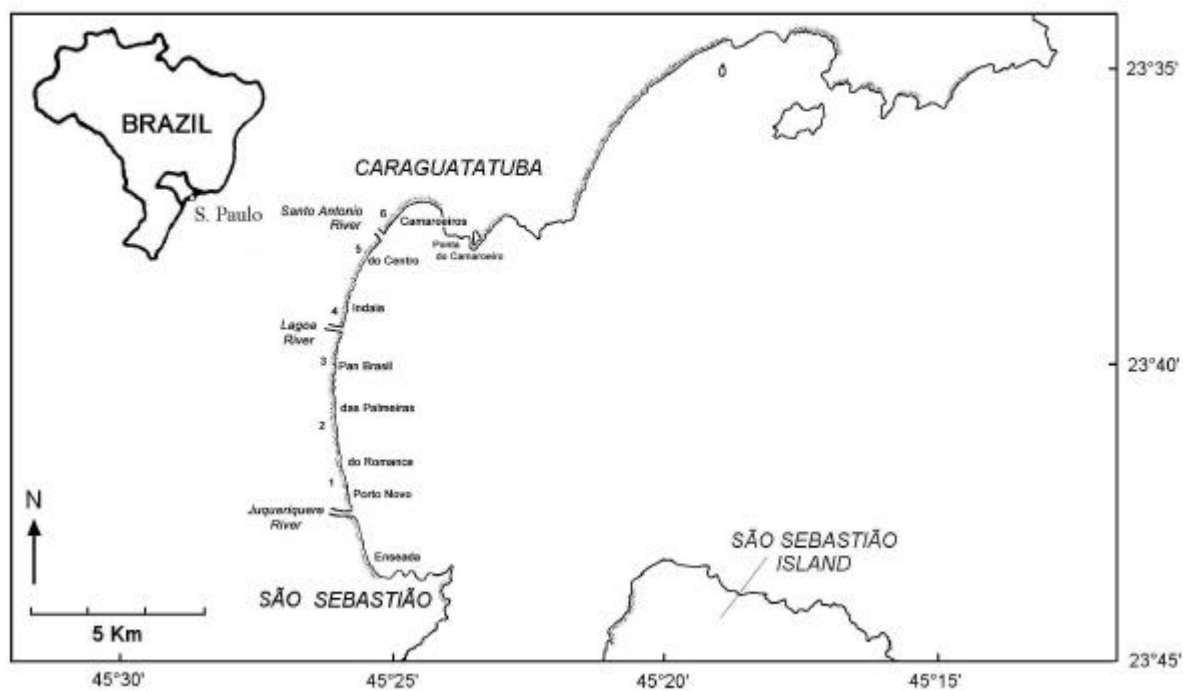 BRAZIL
S. Paulo
CARAGUATATUBA
Santo Antonio
River
6
Camaroeiros
Ponta
do Camaroeiro
5
do Centro
4
Indaia
Lagoa
River
3
Pan Brasil
das Palmeiras
2
do Romance
1
Porto Novo
Juqueriquere
River
Enseada
SÃO SEBASTIÃO
SÃO SEBASTIÃO
ISLAND
N
5 Km
23°35'
23°40'
23°45'
45°30'
45°25'
45°20'
45°15'